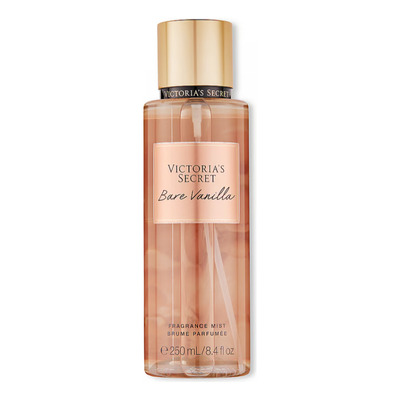 VICTORIA'S SECRET
VICTORIA'S
SECRET
Bare Vanilla
FRAGRANCE MIST
BRUME PARFUMÉE
℮ 250 mL/8.4 fl oz